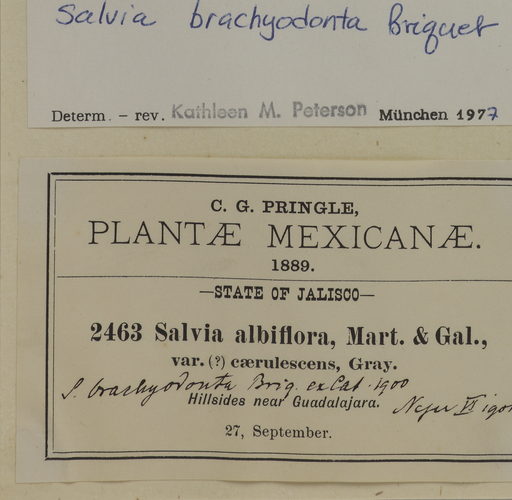 Salvia brachyodonta Briquet
Determ. – rev. Kathleen M. Peterson München 1977
C. G. PRINGLE,
PLANTÆ MEXICANÆ.
1889.
—STATE OF JALISCO—
2463 Salvia albiflora, Mart. & Gal.,
var. (?) cærulescens, Gray.
S. brachyodonta Briq. ex Cat. 1900
Hillsides near Guadalajara.
27, September.